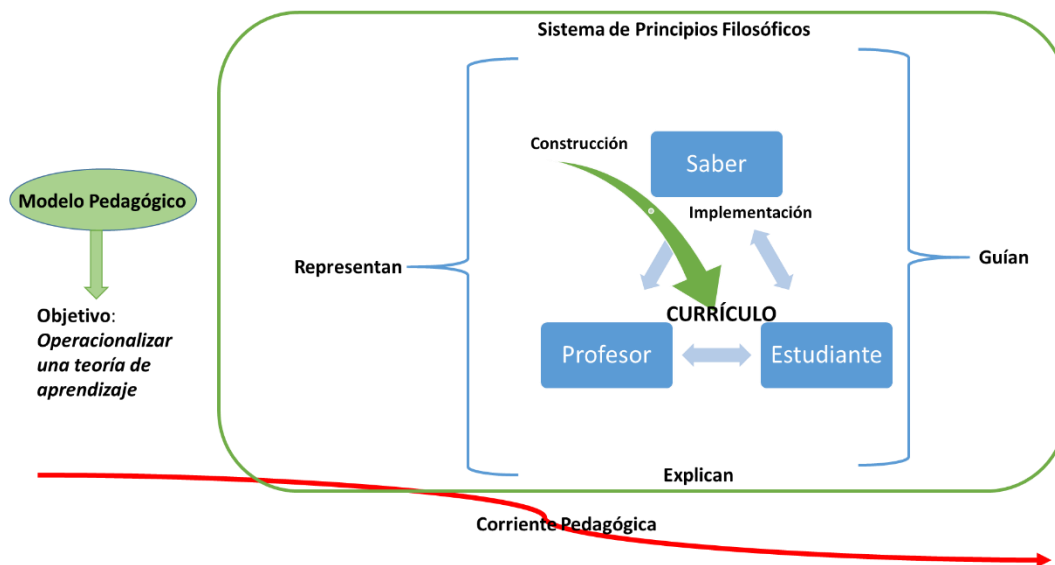 Sistema de Principios Filosóficos
Construcción
Saber
Modelo Pedagógico
Implementación
Representan
Guían
Objetivo:
Operacionalizar
una teoría de
aprendizaje
CURRÍCULO
Profesor
Estudiante
Explican
Corriente Pedagógica